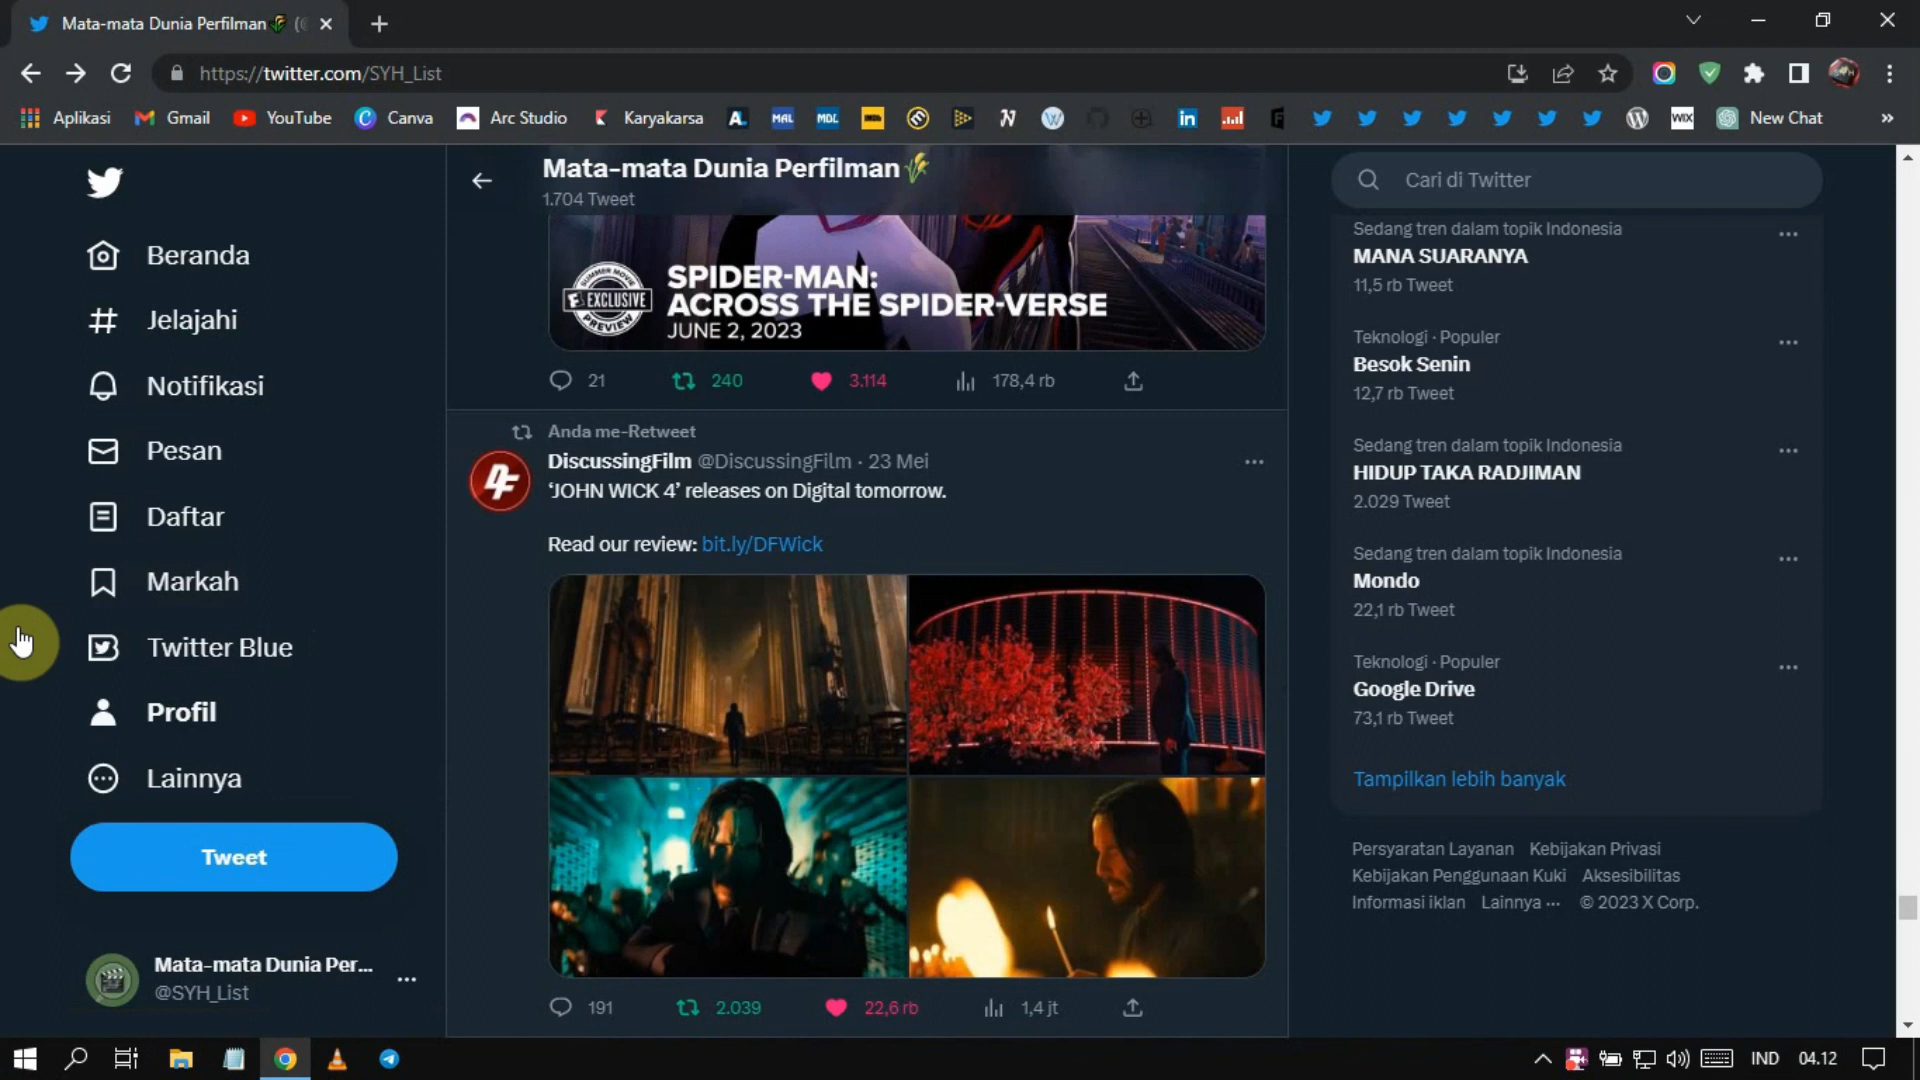 Mata-mata Dunia Perfilman
https://twitter.com/SYH_List
Aplikasi
Gmail
YouTube
Canva
Arc Studio
Karyakarsa
MAL
MDL
WIX
New Chat
Beranda
Jelajahi
Notifikasi
Pesan
Daftar
Markah
Twitter Blue
Profil
Lainnya
Tweet
Mata-mata Dunia Per...
@SYH_List
Mata-mata Dunia Perfilman
1.704 Tweet
SUMMER MOVIE
EXCLUSIVE
PREVIEW
SPIDER-MAN:
ACROSS THE SPIDER-VERSE
JUNE 2, 2023
21 240 3.114 178,4 rb
Anda me-Retweet
DiscussingFilm @DiscussingFilm · 23 Mei
‘JOHN WICK 4’ releases on Digital tomorrow.
Read our review: bit.ly/DFWick
191 2.039 22,6 rb 1,4 jt
Cari di Twitter
Sedang tren dalam topik Indonesia
MANA SUARANYA
11,5 rb Tweet
Teknologi · Populer
Besok Senin
12,7 rb Tweet
Sedang tren dalam topik Indonesia
HIDUP TAKA RADJIMAN
2.029 Tweet
Sedang tren dalam topik Indonesia
Mondo
22,1 rb Tweet
Teknologi · Populer
Google Drive
73,1 rb Tweet
Tampilkan lebih banyak
Persyaratan Layanan Kebijakan Privasi
Kebijakan Penggunaan Kuki Aksesibilitas
Informasi iklan Lainnya ··· © 2023 X Corp.
IND 04.12